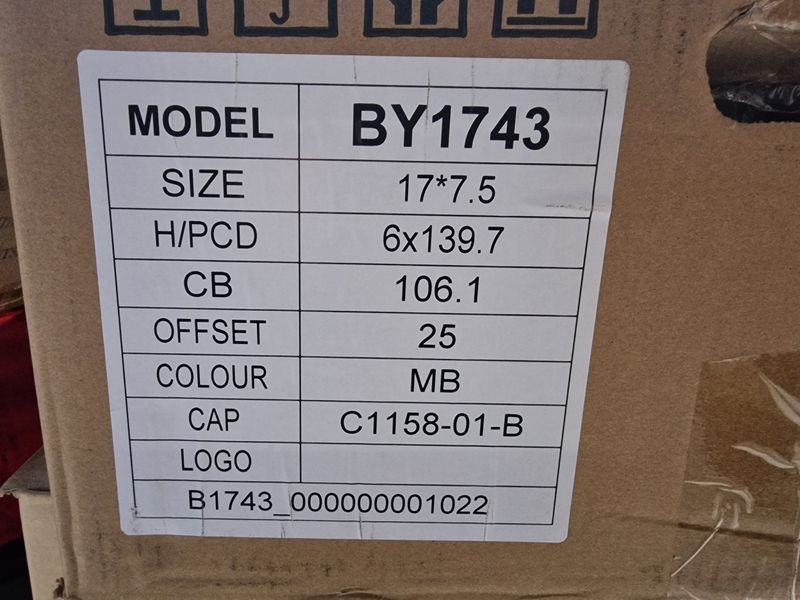 MODEL BY1743
SIZE 17*7.5
H/PCD 6x139.7
CB 106.1
OFFSET 25
COLOUR MB
CAP C1158-01-B
LOGO
B1743_000000001022